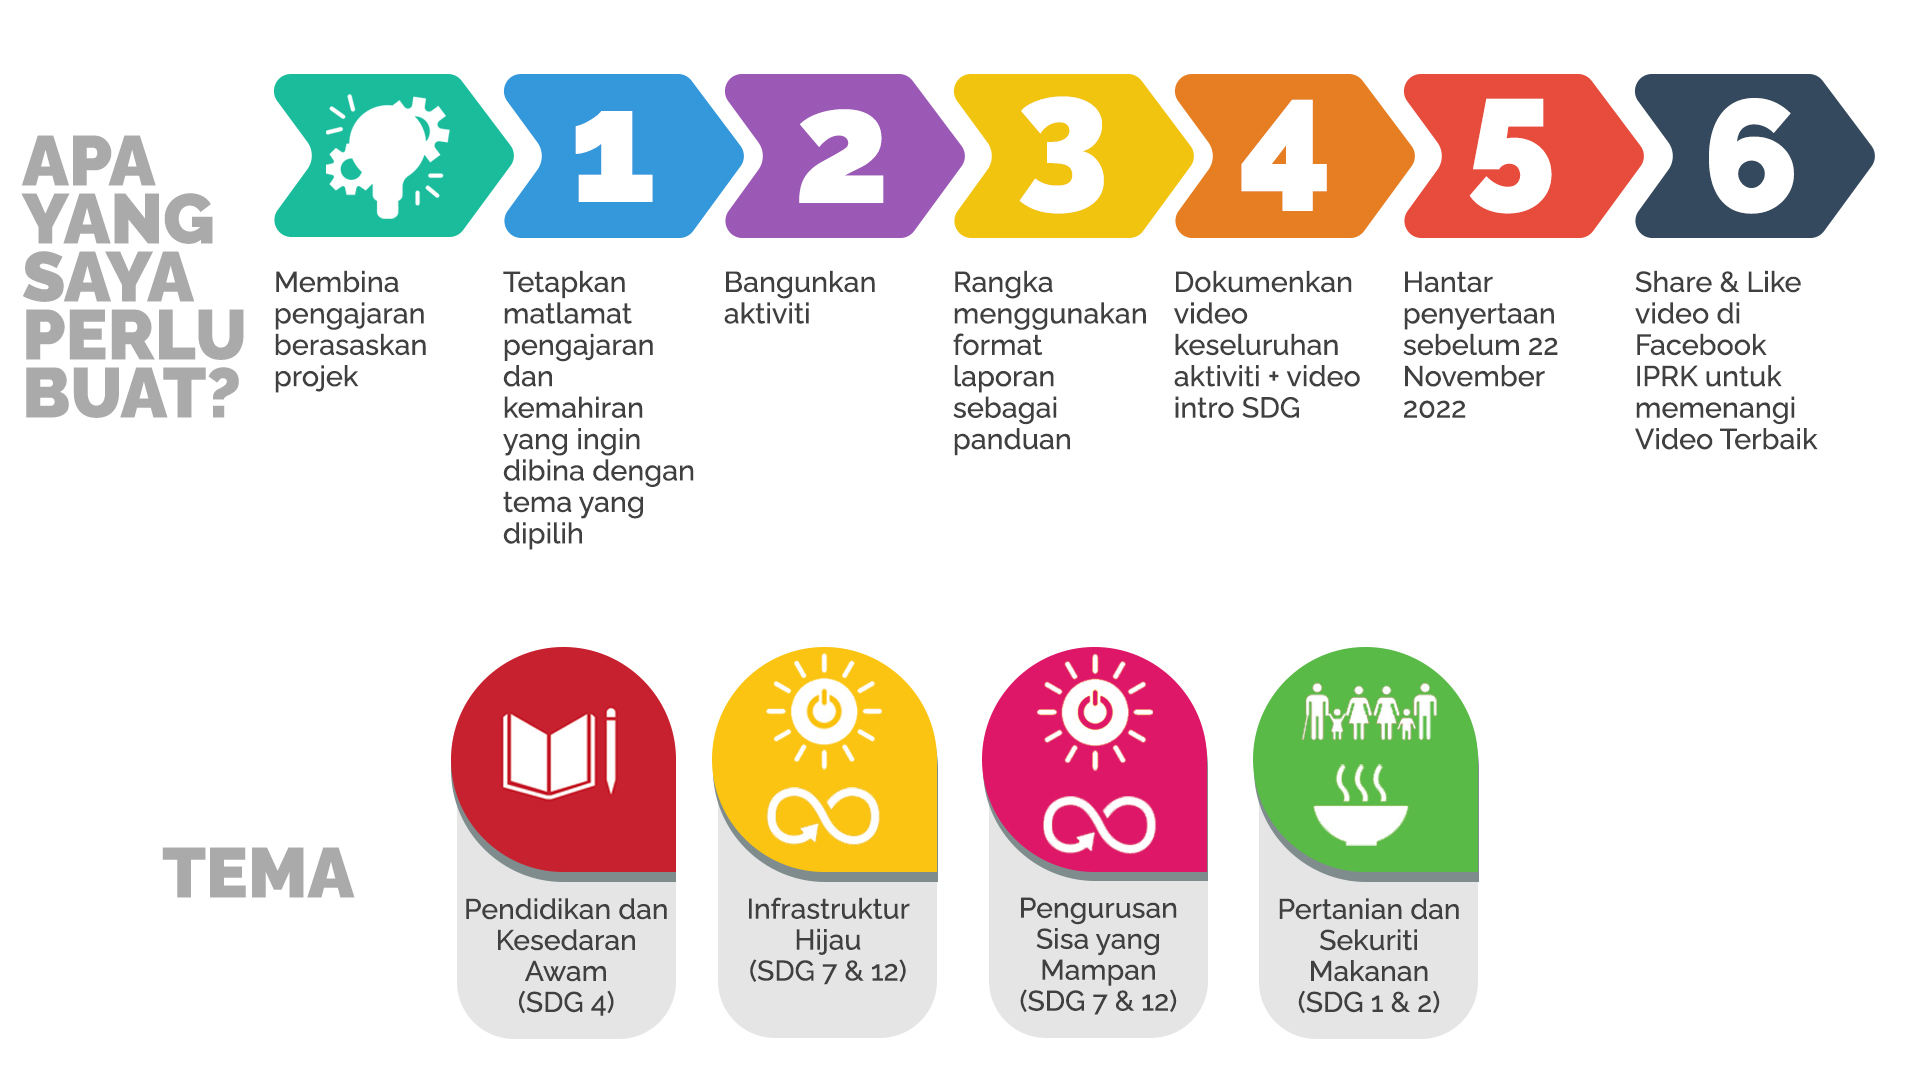 APA
YANG
SAYA
PERLU
BUAT?
Membina
pengajaran
berasaskan
projek
1
Tetapkan
matlamat
pengajaran
dan
kemahiran
yang ingin
dibina dengan
tema yang
dipilih
2
Bangunkan
aktiviti
3
Rangka
menggunakan
format
laporan
sebagai
panduan
4
Dokumenkan
video
keseluruhan
aktiviti + video
intro SDG
5
Hantar
penyertaan
sebelum 22
November
2022
6
Share & Like
video di
Facebook
IPRK untuk
memenangi
Video Terbaik
TEMA
Pendidikan dan
Kesedaran
Awam
(SDG 4)
Infrastruktur
Hijau
(SDG 7 & 12)
Pengurusan
Sisa yang
Mampan
(SDG 7 & 12)
Pertanian dan
Sekuriti
Makanan
(SDG 1 & 2)